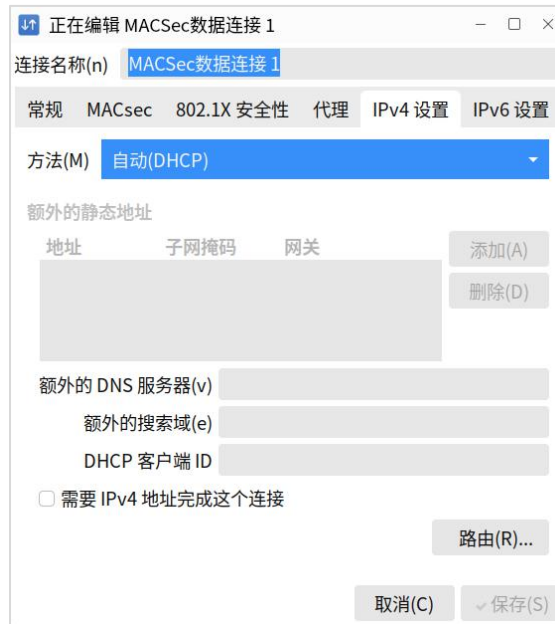 正在编辑 MACSec数据连接 1
连接名称(n) MACSec数据连接 1
常规 MACsec 802.1X 安全性 代理 IPv4 设置 IPv6 设置
方法(M) 自动(DHCP)
额外的静态地址
地址 子网掩码 网关 添加(A)
删除(D)
额外的 DNS 服务器(v)
额外的搜索域(e)
DHCP 客户端 ID
需要 IPv4 地址完成这个连接
路由(R)...
取消(C) 保存(S)